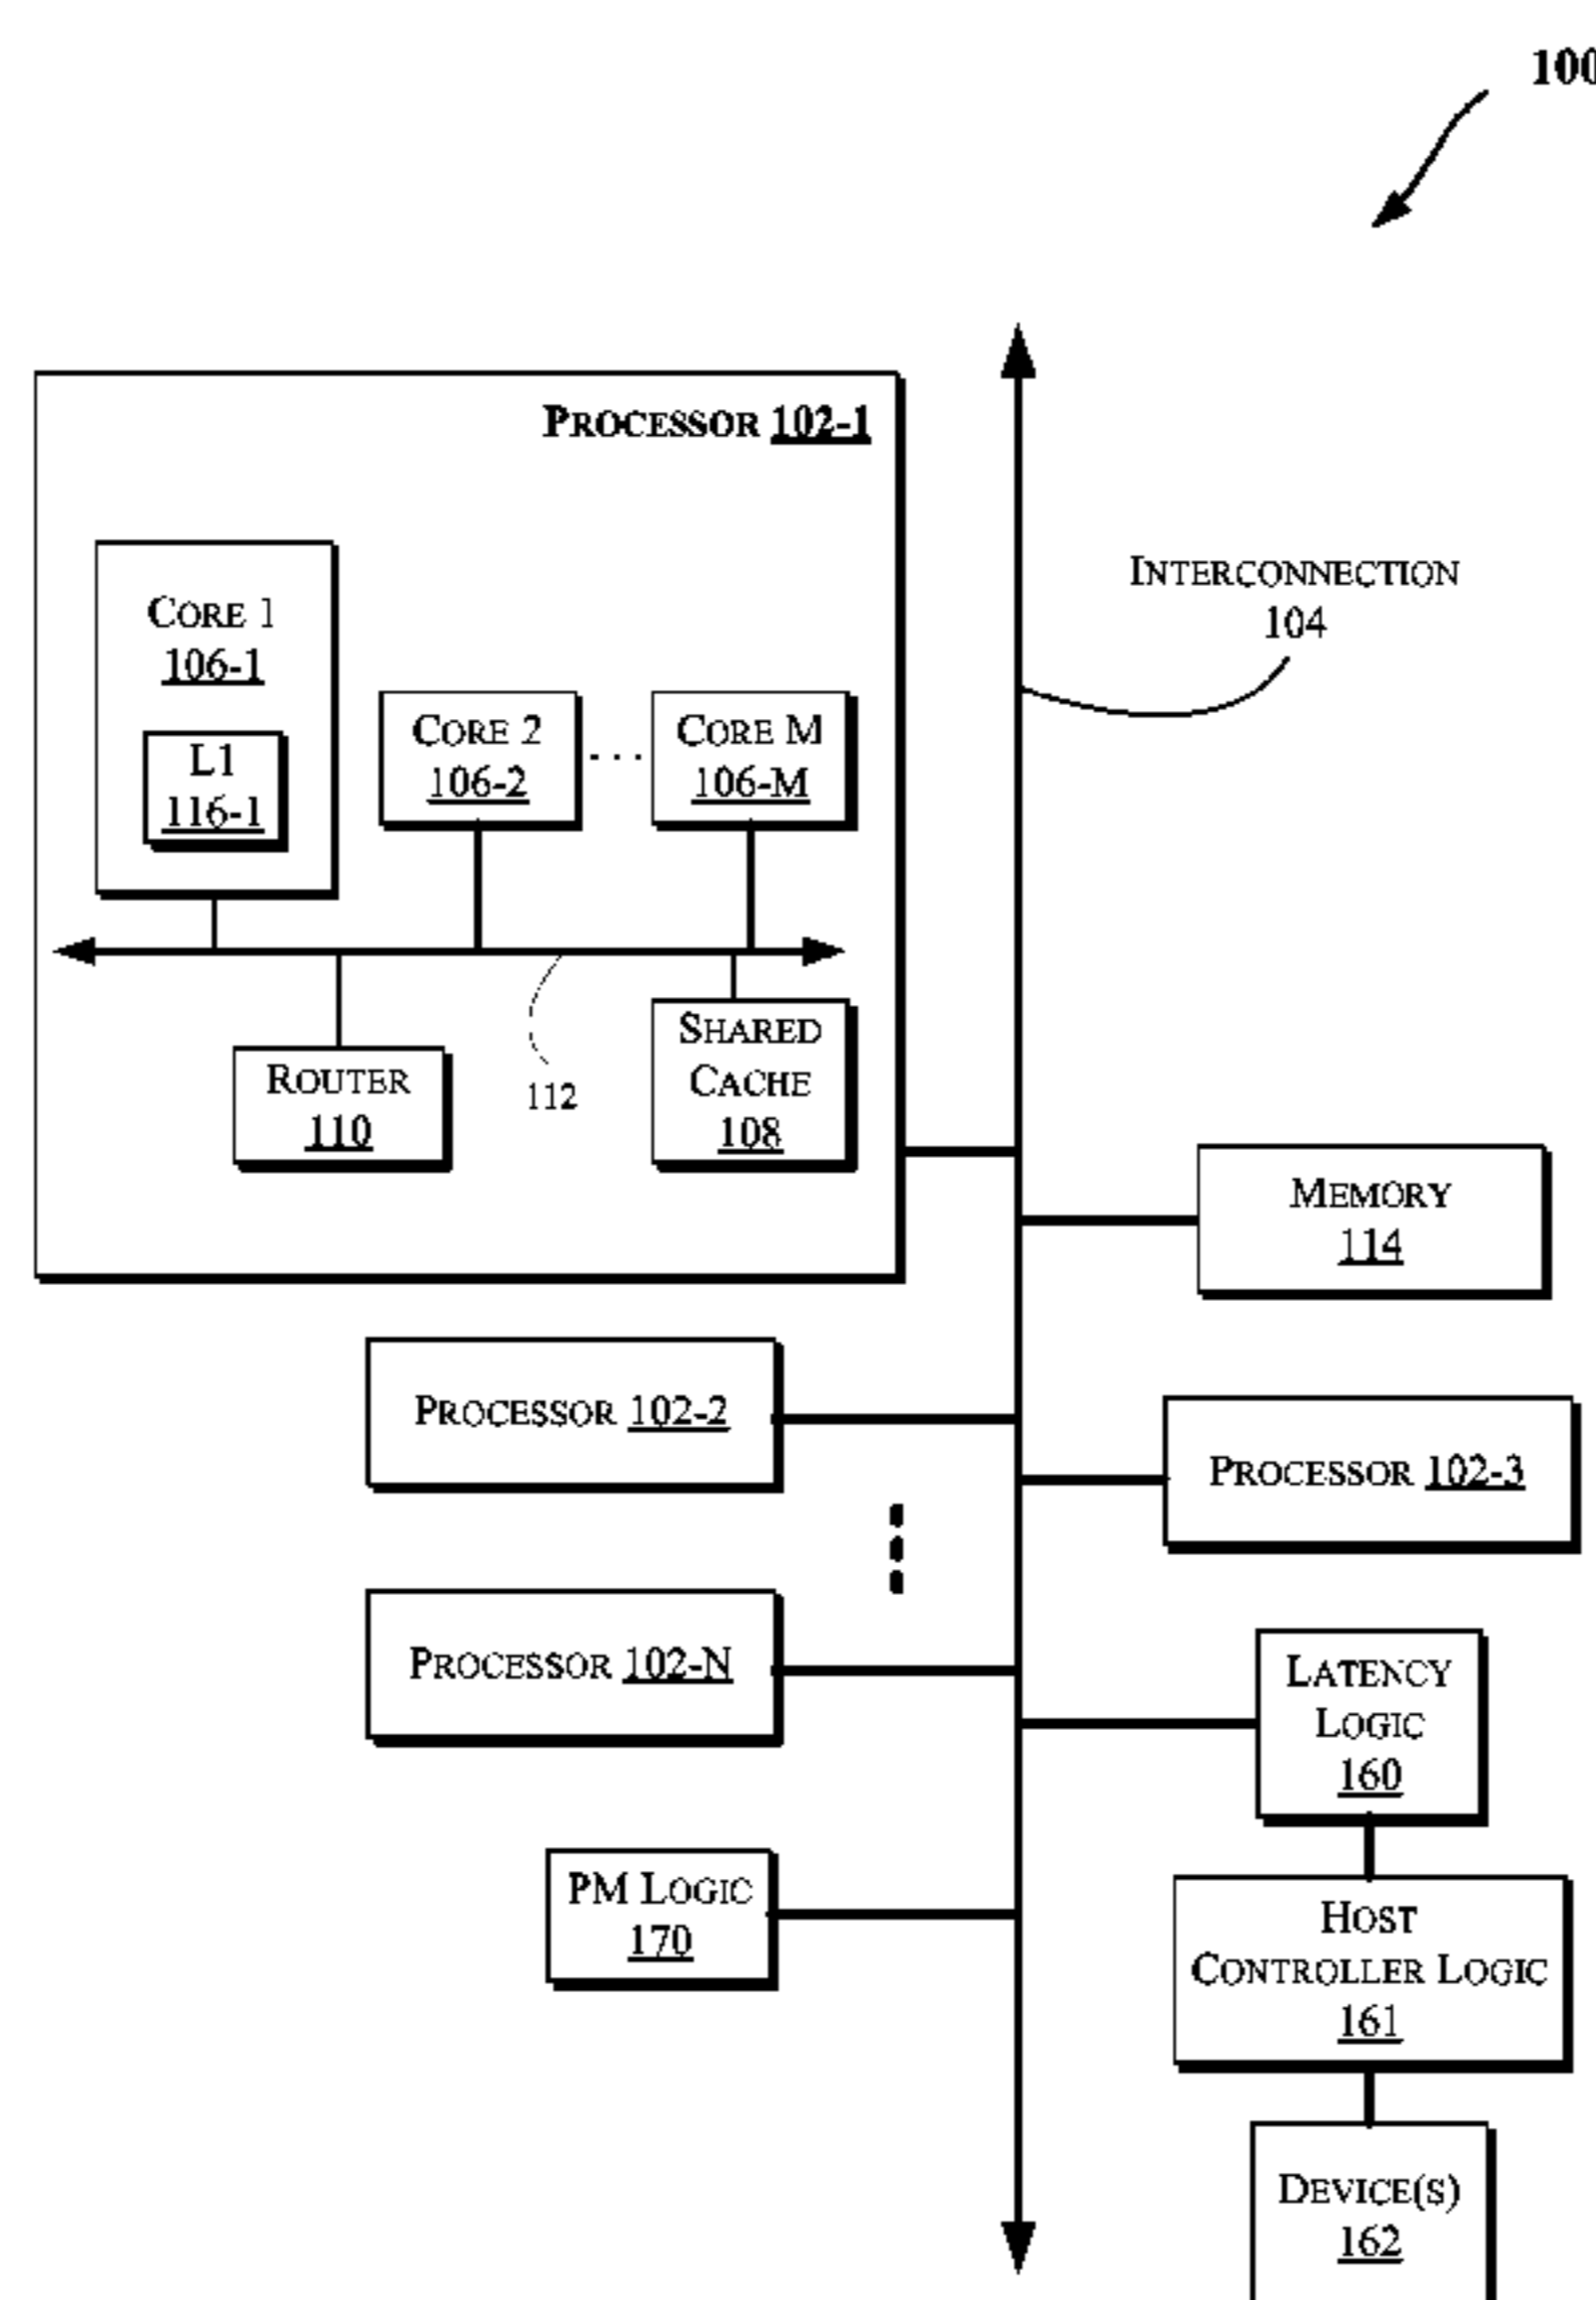 100
PROCESSOR 102-1
INTERCONNECTION
104
CORE 1
106-1
L1
116-1
CORE 2
106-2
...
CORE M
106-M
ROUTER
110
112
SHARED
CACHE
108
MEMORY
114
PROCESSOR 102-2
PROCESSOR 102-3
PROCESSOR 102-N
LATENCY
LOGIC
160
PM LOGIC
170
HOST
CONTROLLER LOGIC
161
DEVICE(S)
162